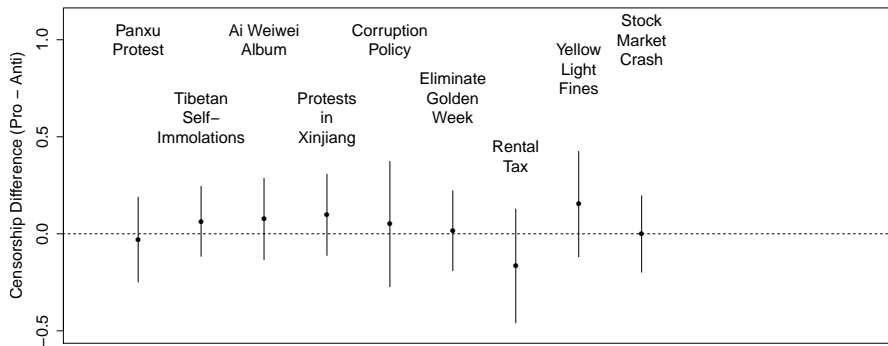 Censorship Difference (Pro − Anti)
1.0
0.5
0.0
−0.5
Panxu
Protest
Tibetan
Self−
Immolations
Ai Weiwei
Album
Protests
in
Xinjiang
Corruption
Policy
Eliminate
Golden
Week
Rental
Tax
Yellow
Light
Fines
Stock
Market
Crash